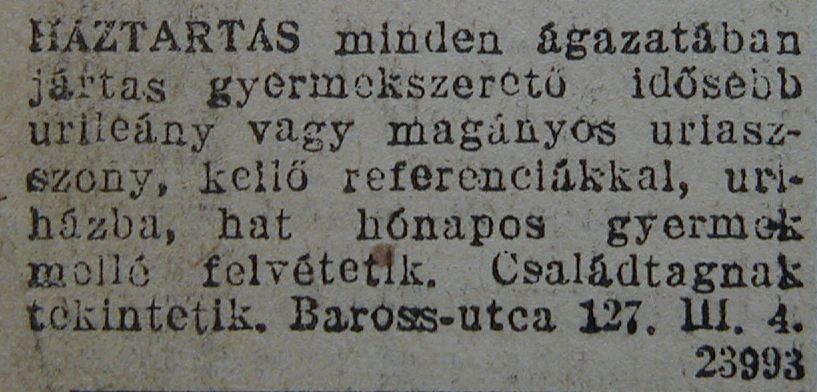 HÁZTARTÁS minden ágazatában
jártas gyermekszerető idősebb
urileány vagy magányos uriasz-
szony, kellő referenciákkal, uri-
házba, hat hónapos gyermek
mellé felvétetik. Családtagnak
tekintetik. Baross-utca 127. III. 4.
23993